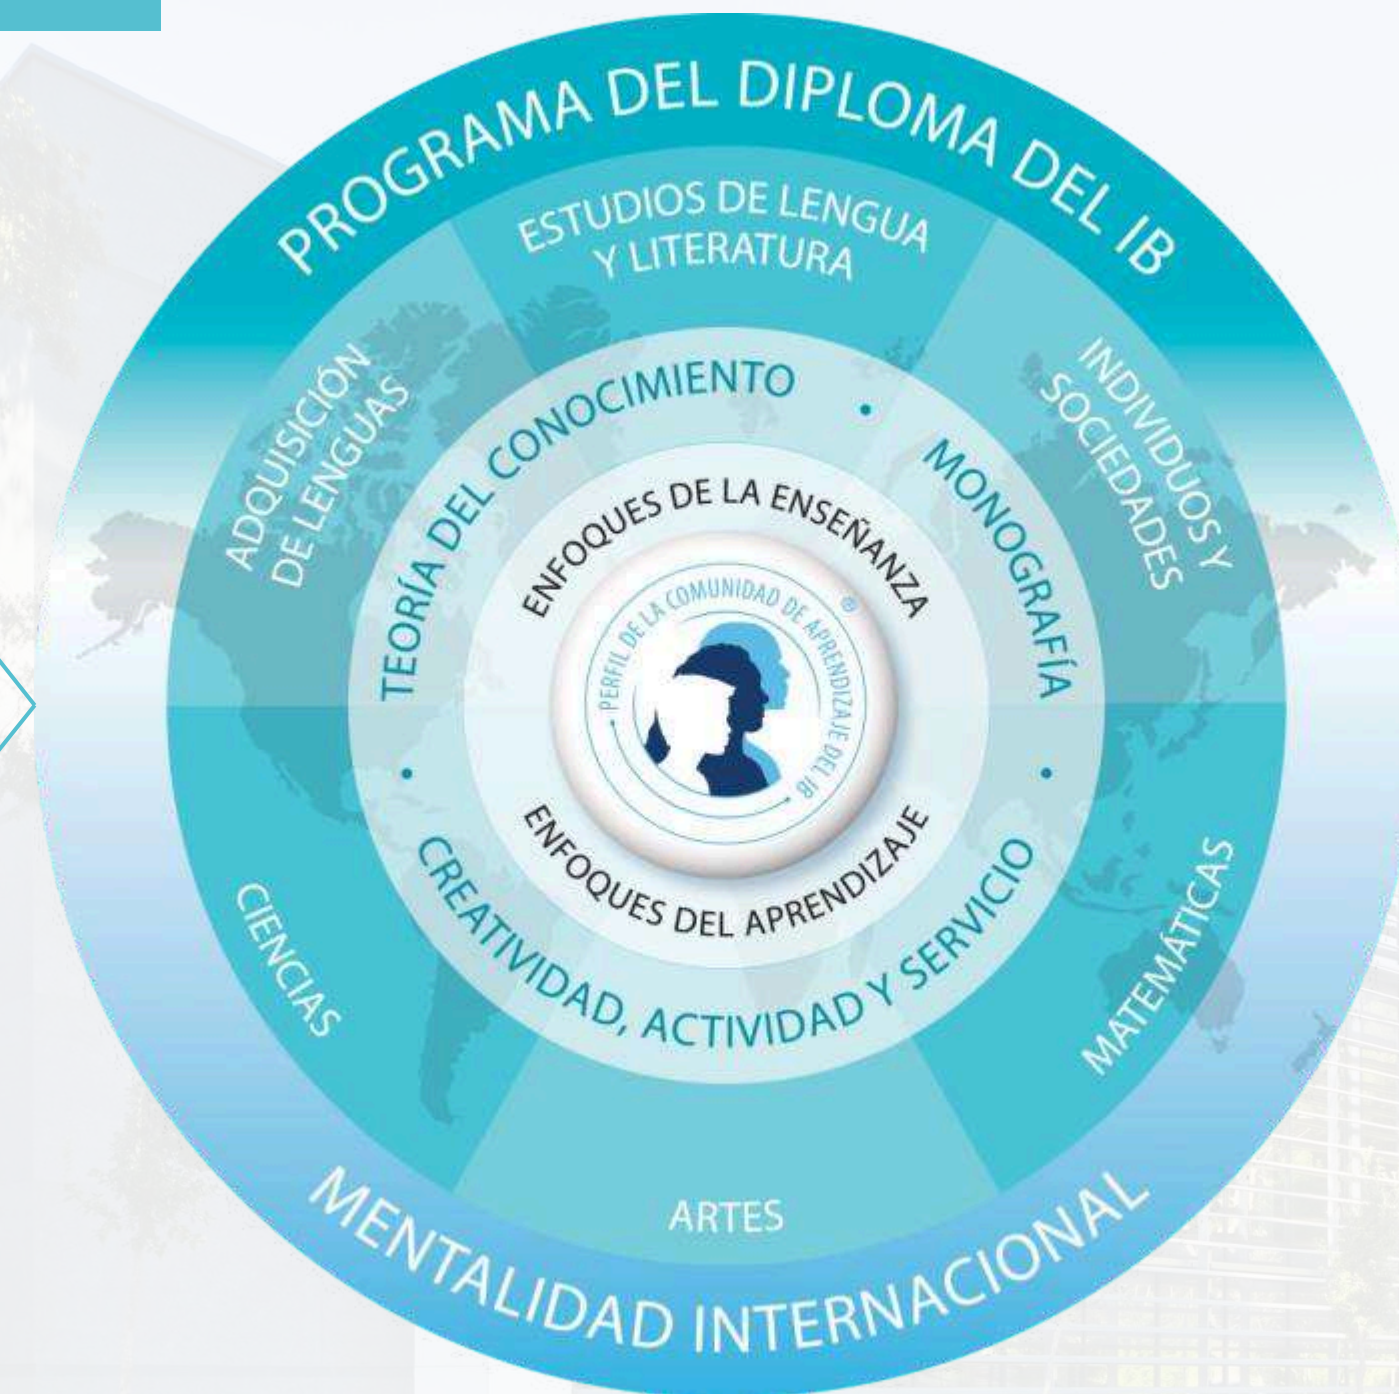 PROGRAMA DEL DIPLOMA DEL IB
ESTUDIOS DE LENGUA
Y LITERATURA
ADQUISICIÓN
DE LENGUAS
INDIVIDUOS Y
SOCIEDADES
TEORÍA DEL CONOCIMIENTO
•
MONOGRAFÍA
ENFOQUES DE LA ENSEÑANZA
• PERFIL DE LA COMUNIDAD DE APRENDIZAJE DEL IB •
®
ENFOQUES DEL APRENDIZAJE
•
CREATIVIDAD, ACTIVIDAD Y SERVICIO
•
CIENCIAS
MATEMÁTICAS
ARTES
MENTALIDAD INTERNACIONAL